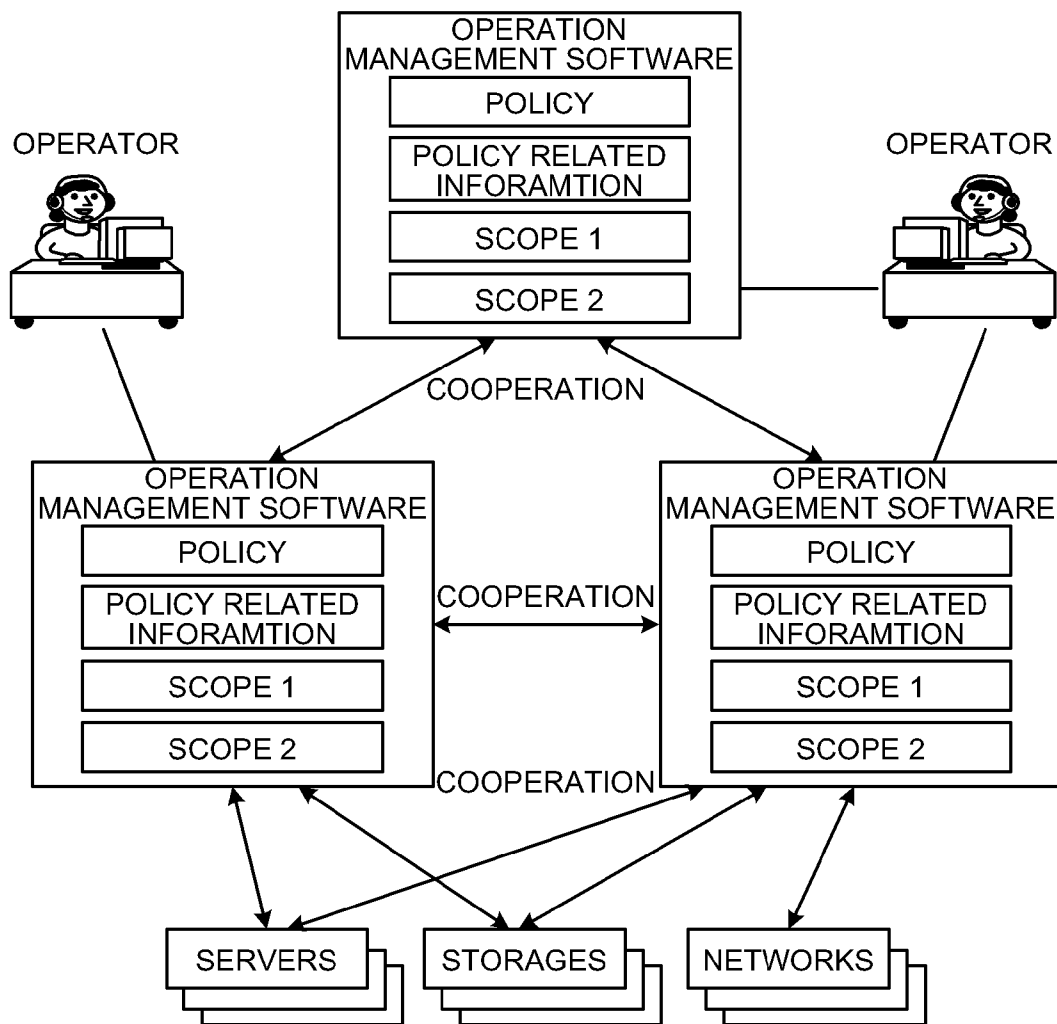 OPERATION
MANAGEMENT SOFTWARE
POLICY
POLICY RELATED
INFORAMTION
SCOPE 1
SCOPE 2
OPERATOR
OPERATOR
COOPERATION
OPERATION
MANAGEMENT SOFTWARE
POLICY
POLICY RELATED
INFORAMTION
SCOPE 1
SCOPE 2
COOPERATION
OPERATION
MANAGEMENT SOFTWARE
POLICY
POLICY RELATED
INFORAMTION
SCOPE 1
SCOPE 2
COOPERATION
SERVERS
STORAGES
NETWORKS